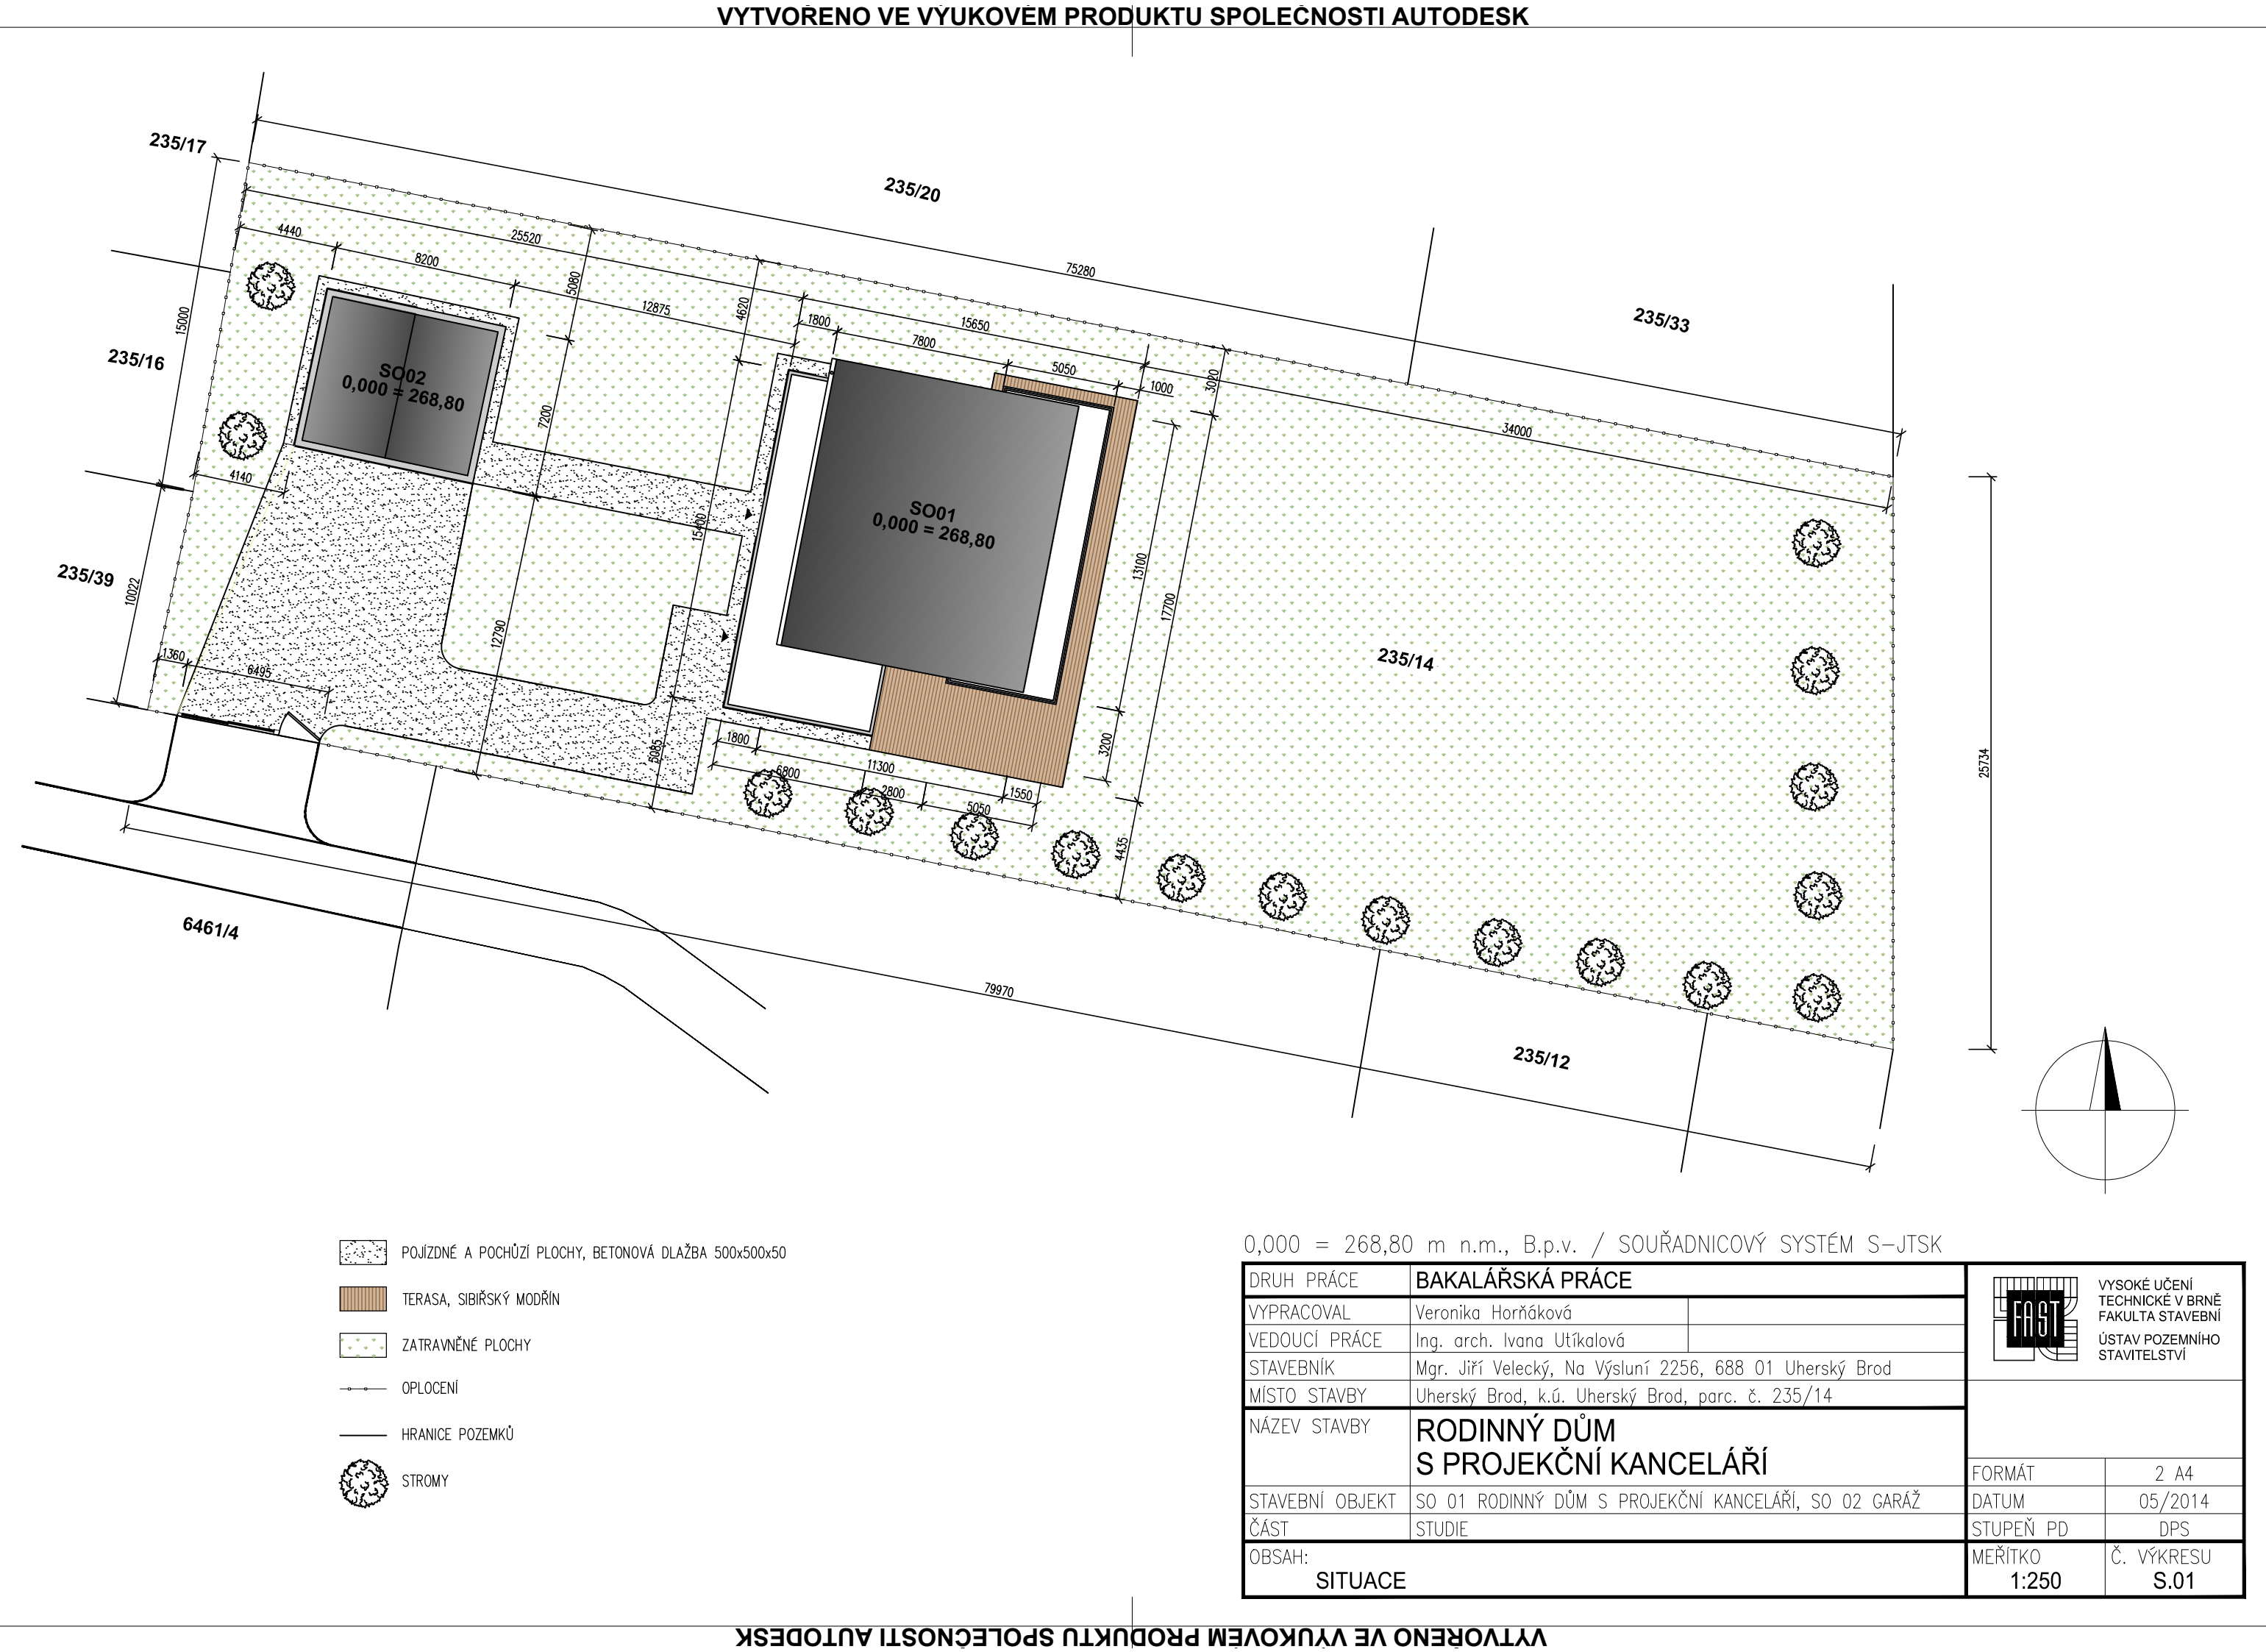 VYTVOŘENO VE VÝUKOVÉM PRODUKTU SPOLEČNOSTI AUTODESK
235/17
235/20
4440
25520
8200
5080
75280
12875
4620
15000
1800
15650
7800
235/33
235/16
SO02
0,000 = 268,80
5050
1000
3020
34000
7200
4140
SO01
0,000 = 268,80
15400
13100
235/39
10022
17700
12790
235/14
1360
6495
5085
1800
11300
6800
2800
1550
5050
3200
25734
4435
6461/4
79970
235/12
POJÍZDNÉ A POCHŮZÍ PLOCHY, BETONOVÁ DLAŽBA 500x500x50
TERASA, SIBIŘSKÝ MODŘÍN
ZATRAVNĚNÉ PLOCHY
OPLOCENÍ
HRANICE POZEMKŮ
STROMY
0,000 = 268,80 m n.m., B.p.v. / SOUŘADNICOVÝ SYSTÉM S-JTSK
DRUH PRÁCE BAKALÁŘSKÁ PRÁCE
VYPRACOVAL Veronika Horňáková
VEDOUCÍ PRÁCE Ing. arch. Ivana Utíkalová
STAVEBNÍK Mgr. Jiří Velecký, Na Výsluní 2256, 688 01 Uherský Brod
MÍSTO STAVBY Uherský Brod, k.ú. Uherský Brod, parc. č. 235/14
NÁZEV STAVBY RODINNÝ DŮM
S PROJEKČNÍ KANCELÁŘÍ
STAVEBNÍ OBJEKT SO 01 RODINNÝ DŮM S PROJEKČNÍ KANCELÁŘÍ, SO 02 GARÁŽ
ČÁST STUDIE
OBSAH:
SITUACE
FAST
VYSOKÉ UČENÍ
TECHNICKÉ V BRNĚ
FAKULTA STAVEBNÍ
ÚSTAV POZEMNÍHO
STAVITELSTVÍ
FORMÁT 2 A4
DATUM 05/2014
STUPEŇ PD DPS
MEŘÍTKO Č. VÝKRESU
1:250 S.01
VYTVOŘENO VE VÝUKOVÉM PRODUKTU SPOLEČNOSTI AUTODESK